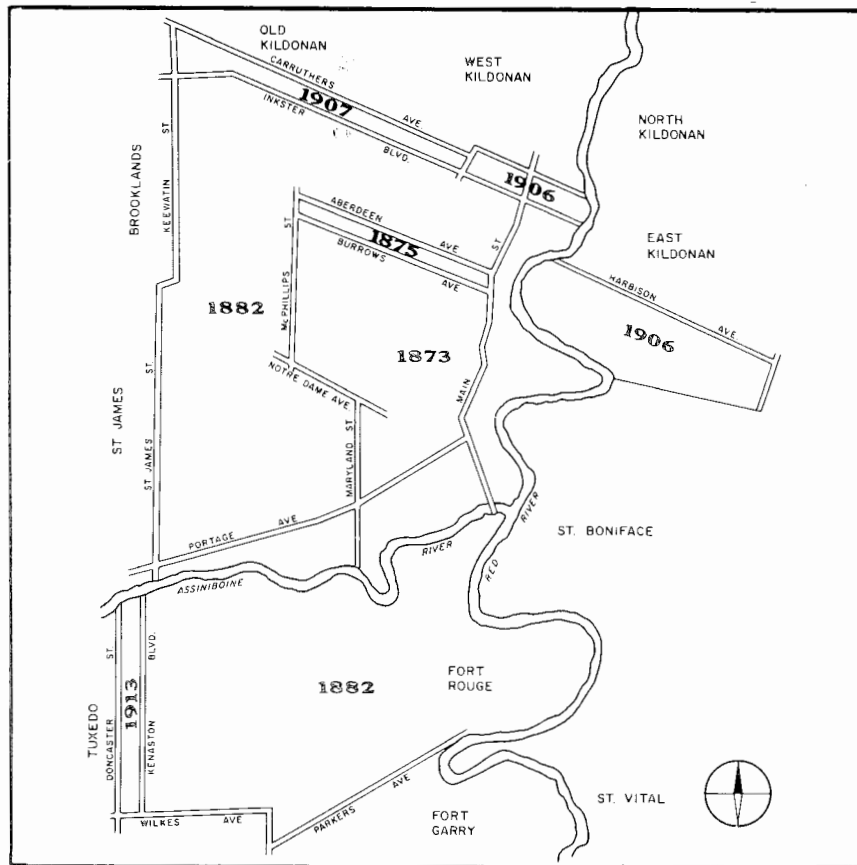 OLD
KILDONAN
WEST
KILDONAN
CARRUTHERS
AVE
1907
INKSTER
BLVD.
NORTH
KILDONAN
BROOKLANDS
KEEWATIN ST.
1906
ABERDEEN AVE
1875
BURROWS AVE
ST
EAST
KILDONAN
HARBISON AVE
1906
1882
McPHILLIPS ST
1873
NOTRE DAME AVE.
MAIN
ST JAMES
ST JAMES ST.
MARYLAND ST
PORTAGE AVE
ASSINIBOINE
RIVER
RED
RIVER
ST. BONIFACE
TUXEDO
DONCASTER ST.
1913
KENASTON BLVD.
1882
FORT
ROUGE
WILKES AVE
PARKERS AVE
FORT
GARRY
ST. VITAL